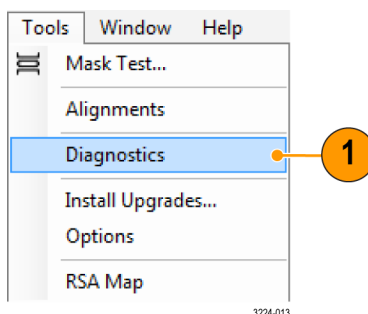 Tools Window Help
Mask Test...
Alignments
Diagnostics
1
Install Upgrades...
Options
RSA Map
3224-013